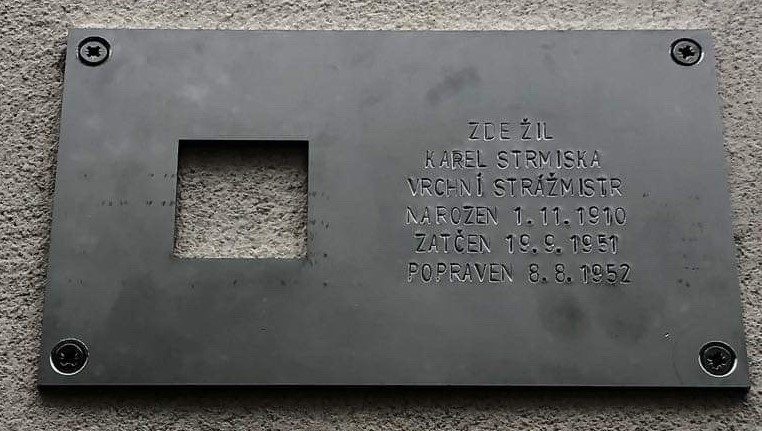 ZDE ŽIL
KAREL STRMISKA
VRCHNÍ STRÁŽMISTR
NAROZEN 1.11.1910
ZATČEN 19.9.1951
POPRAVEN 8.8.1952